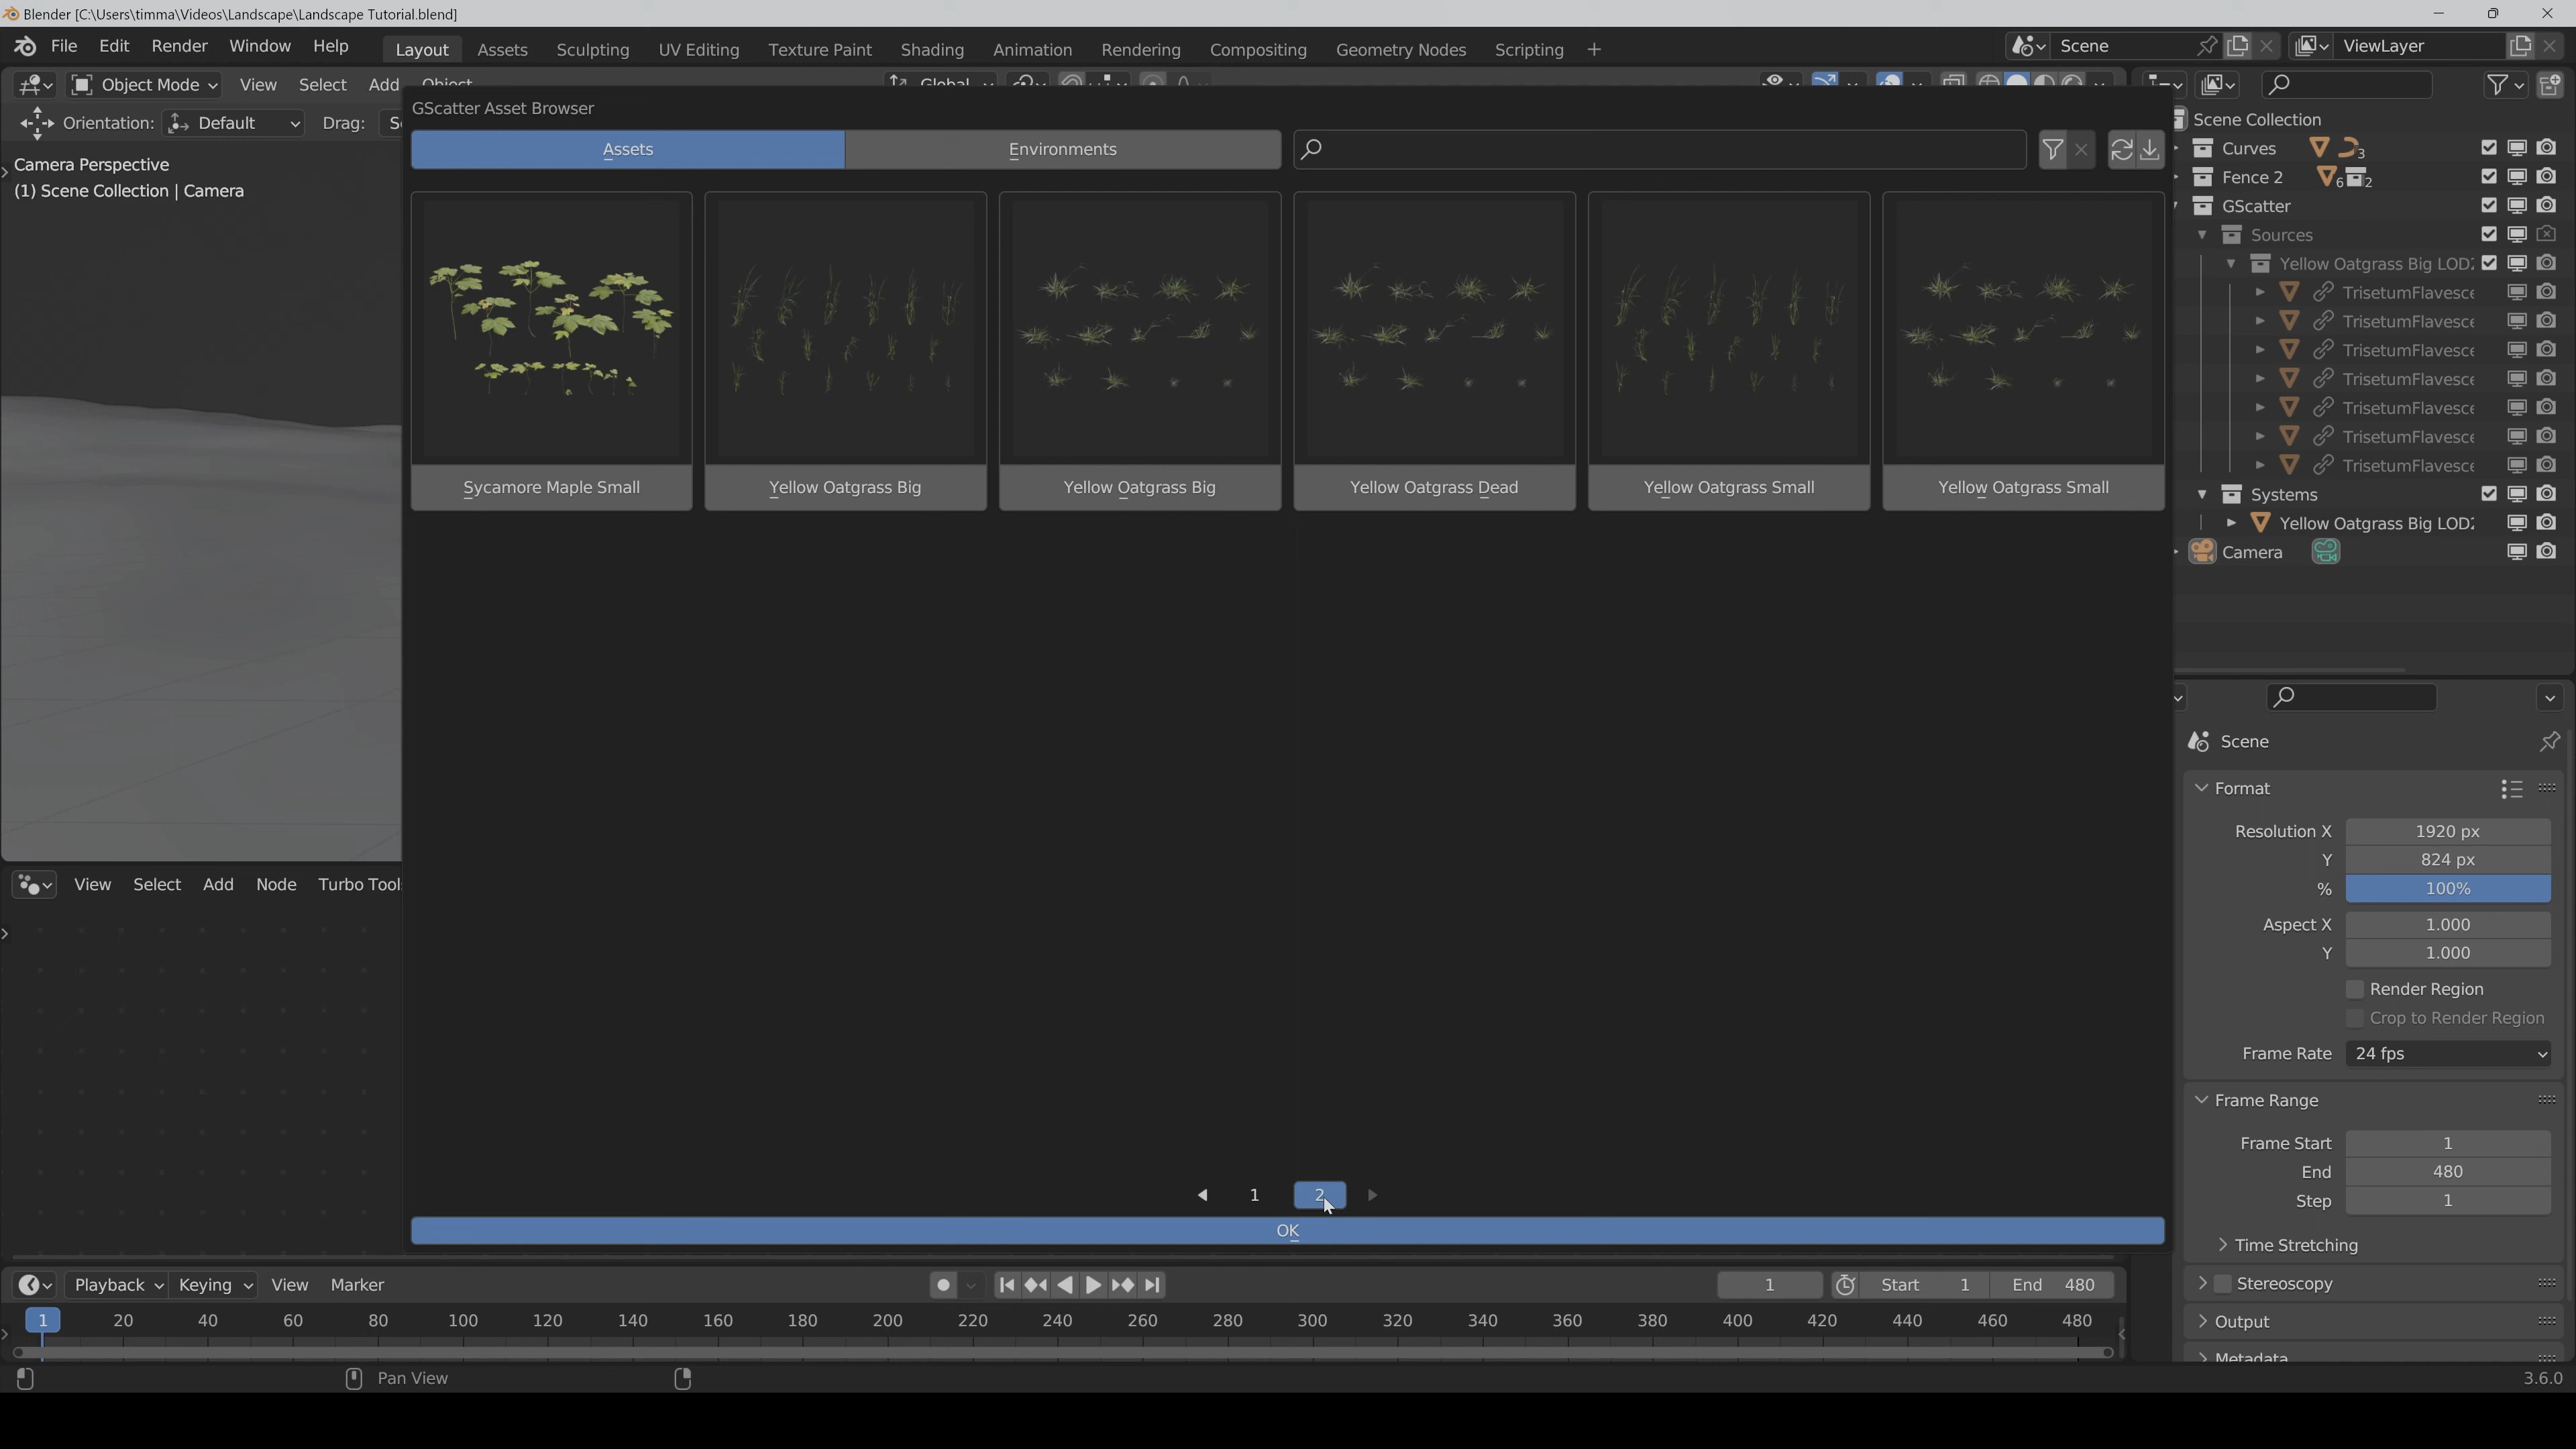 Blender [C:\Users\timma\Videos\Landscape\Landscape Tutorial.blend]
File Edit Render Window Help Layout Assets Sculpting UV Editing Texture Paint Shading Animation Rendering Compositing Geometry Nodes Scripting + Scene ViewLayer
Object Mode View Select Add Object Global
Orientation: Default Drag:
GScatter Asset Browser
Assets Environments
Camera Perspective
(1) Scene Collection | Camera
Sycamore Maple Small
Yellow Oatgrass Big
Yellow Oatgrass Big
Yellow Oatgrass Dead
Yellow Oatgrass Small
Yellow Oatgrass Small
1 2
OK
Scene Collection
Curves 3
Fence 2 6 2
GScatter
Sources
Yellow Oatgrass Big LOD2
TrisetumFlavesce
TrisetumFlavesce
TrisetumFlavesce
TrisetumFlavesce
TrisetumFlavesce
TrisetumFlavesce
TrisetumFlavesce
Systems
Yellow Oatgrass Big LOD2
Camera
Scene
Format
Resolution X 1920 px
Y 824 px
% 100%
Aspect X 1.000
Y 1.000
Render Region
Crop to Render Region
Frame Rate 24 fps
Frame Range
Frame Start 1
End 480
Step 1
Time Stretching
Stereoscopy
Output
Metadata
View Select Add Node Turbo Tool
Playback Keying View Marker 1 Start 1 End 480
1 20 40 60 80 100 120 140 160 180 200 220 240 260 280 300 320 340 360 380 400 420 440 460 480
Pan View 3.6.0